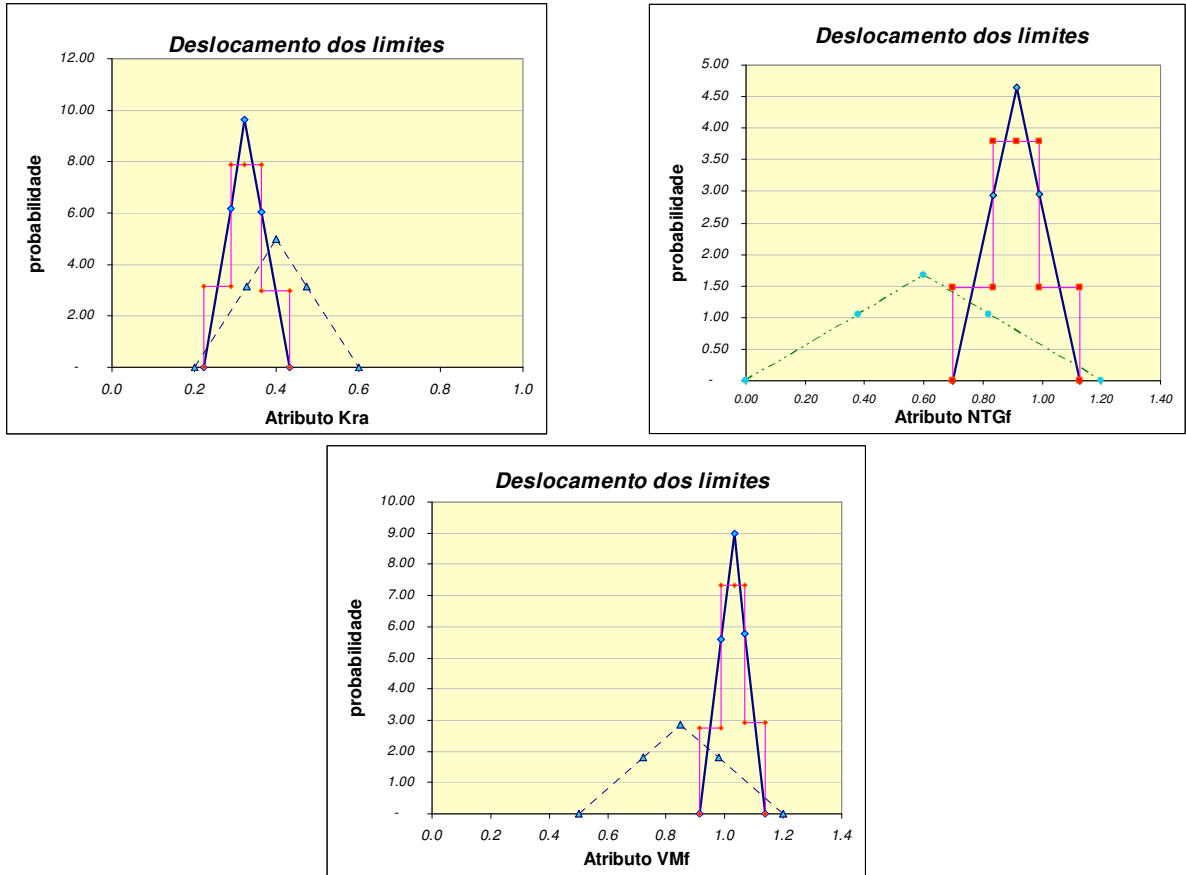 Deslocamento dos limites
12.00
10.00
8.00
6.00
4.00
2.00
-
0.0 0.2 0.4 0.6 0.8 1.0
probabilidade
Atributo Kra
Deslocamento dos limites
5.00
4.50
4.00
3.50
3.00
2.50
2.00
1.50
1.00
0.50
-
0.00 0.20 0.40 0.60 0.80 1.00 1.20 1.40
probabilidade
Atributo NTGf
Deslocamento dos limites
10.00
9.00
8.00
7.00
6.00
5.00
4.00
3.00
2.00
1.00
-
0.0 0.2 0.4 0.6 0.8 1.0 1.2 1.4
probabilidade
Atributo VMf